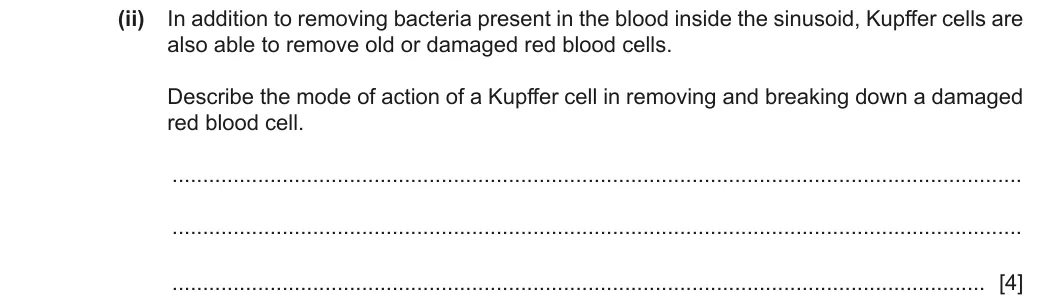 (ii) In addition to removing bacteria present in the blood inside the sinusoid, Kupffer cells are
also able to remove old or damaged red blood cells.
Describe the mode of action of a Kupffer cell in removing and breaking down a damaged
red blood cell.
....................................................................................................................................................
....................................................................................................................................................
.............................................................................................................................................. [4]